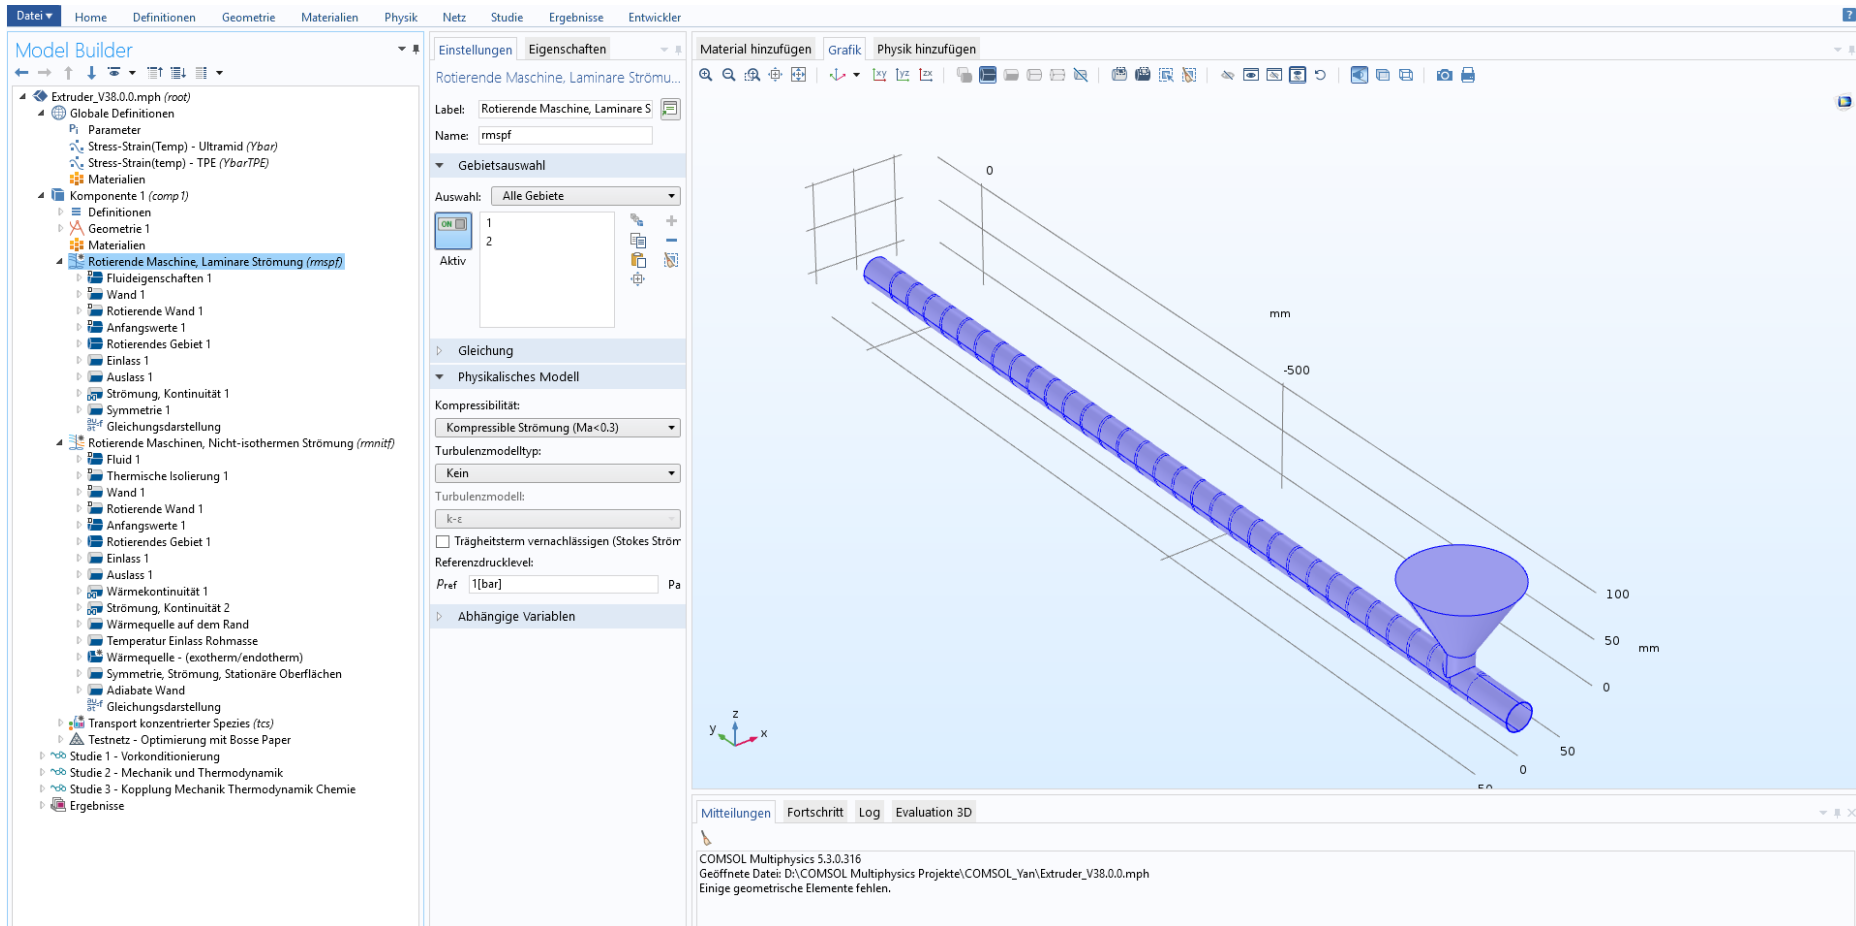 Datei
Home
Definitionen
Geometrie
Materialien
Physik
Netz
Studie
Ergebnisse
Entwickler
?
Model Builder
Extruder_V38.0.0.mph (root)
Globale Definitionen
Pi Parameter
Stress-Strain(Temp) - Ultramid (Ybar)
Stress-Strain(temp) - TPE (YbarTPE)
Materialien
Komponente 1 (comp1)
Definitionen
Geometrie 1
Materialien
Rotierende Maschine, Laminare Strömung (rmspf)
Fluideigenschaften 1
Wand 1
Rotierende Wand 1
Anfangswerte 1
Rotierendes Gebiet 1
Einlass 1
Auslass 1
Strömung, Kontinuität 1
Symmetrie 1
Gleichungsdarstellung
Rotierende Maschinen, Nicht-isothermen Strömung (rmnitf)
Fluid 1
Thermische Isolierung 1
Wand 1
Rotierende Wand 1
Anfangswerte 1
Rotierendes Gebiet 1
Einlass 1
Auslass 1
Wärmekontinuität 1
Strömung, Kontinuität 2
Wärmequelle auf dem Rand
Temperatur Einlass Rohmasse
Wärmequelle - (exotherm/endotherm)
Symmetrie, Strömung, Stationäre Oberflächen
Adiabate Wand
Gleichungsdarstellung
Transport konzentrierter Spezies (tcs)
Testnetz - Optimierung mit Bosse Paper
Studie 1 - Vorkonditionierung
Studie 2 - Mechanik und Thermodynamik
Studie 3 - Kopplung Mechanik Thermodynamik Chemie
Ergebnisse
Einstellungen
Eigenschaften
Rotierende Maschine, Laminare Strömu...
Label: Rotierende Maschine, Laminare S
Name: rmspf
Gebietsauswahl
Auswahl: Alle Gebiete
ON
Aktiv
1
2
Gleichung
Physikalisches Modell
Kompressibilität:
Kompressible Strömung (Ma<0.3)
Turbulenzmodelltyp:
Kein
Turbulenzmodell:
k-ε
Trägheitsterm vernachlässigen (Stokes Ström
Referenzdrucklevel:
pref 1[bar] Pa
Abhängige Variablen
Material hinzufügen
Grafik
Physik hinzufügen
xy
yz
zx
0
mm
-500
100
50
mm
0
50
0
50
z
y
x
Mitteilungen
Fortschritt
Log
Evaluation 3D
COMSOL Multiphysics 5.3.0.316
Geöffnete Datei: D:\COMSOL Multiphysics Projekte\COMSOL_Yan\Extruder_V38.0.0.mph
Einige geometrische Elemente fehlen.